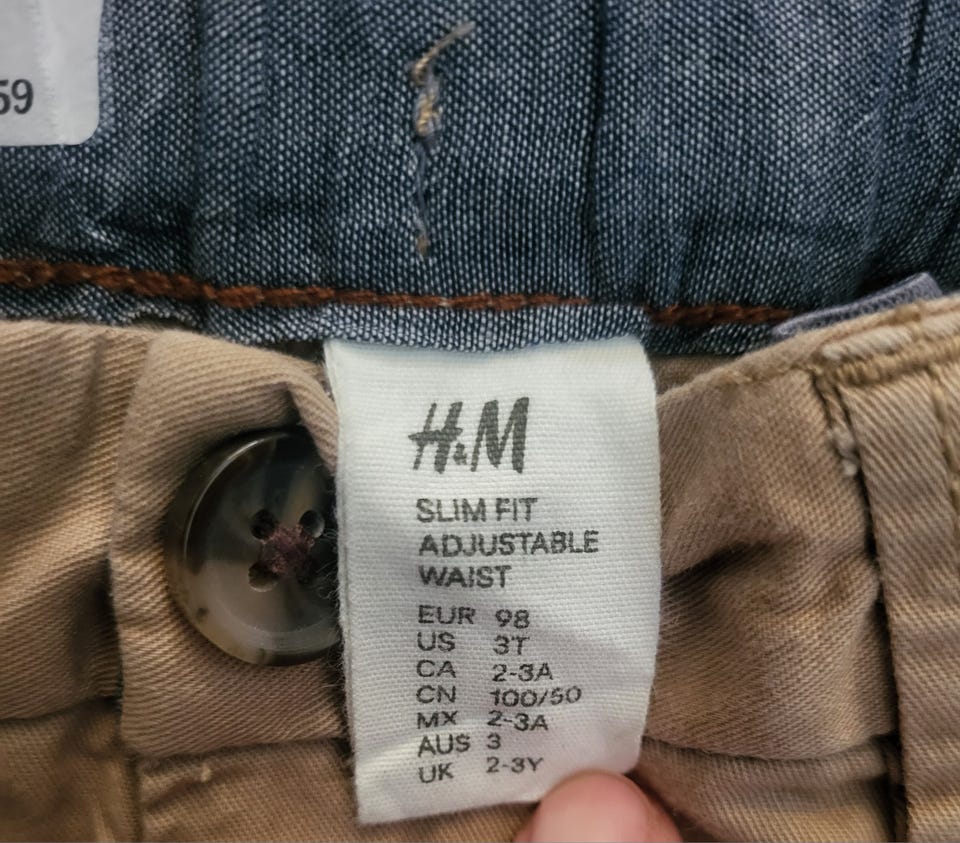 59
H&M
SLIM FIT
ADJUSTABLE
WAIST
EUR 98
US 3T
CA 2-3A
CN 100/50
MX 2-3A
AUS 3
UK 2-3Y